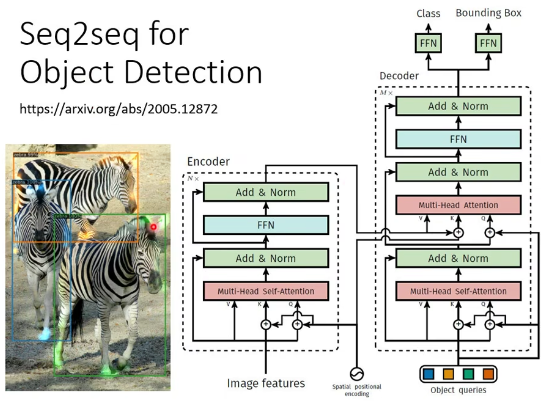 Seq2seq for
Object Detection
https://arxiv.org/abs/2005.12872
Class
Bounding Box
FFN
FFN
Decoder
M×
Add & Norm
FFN
Add & Norm
Multi-Head Attention
V
K
Q
Add & Norm
Multi-Head Self-Attention
V
K
Q
Object queries
Encoder
N×
Add & Norm
FFN
Add & Norm
Multi-Head Self-Attention
V
K
Q
Image features
Spatial positional
encoding